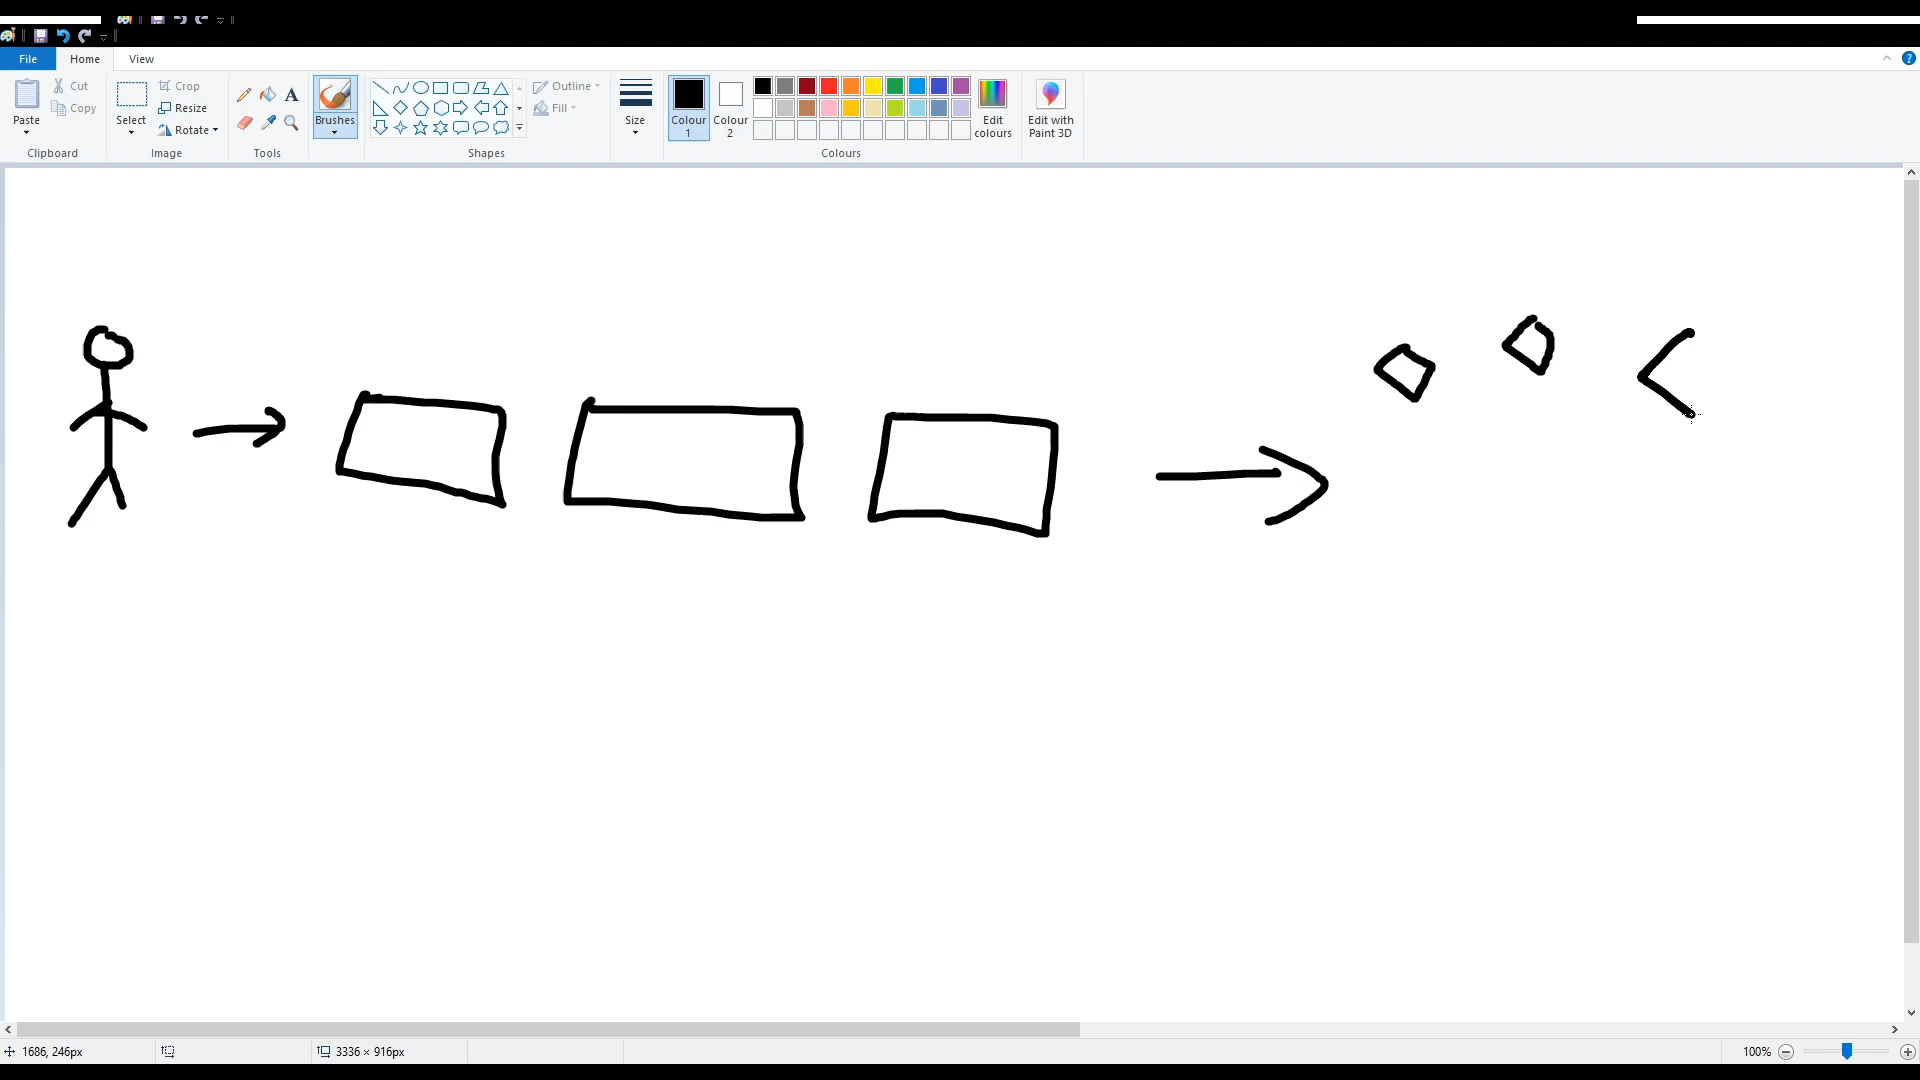 File Home View
Paste Cut Copy Clipboard
Select Crop Resize Rotate Image
A Tools
Brushes
Shapes
Outline Fill
Size
Colour 1 Colour 2
Edit colours
Colours
Edit with Paint 3D
1686, 246px 3336 × 916px 100%